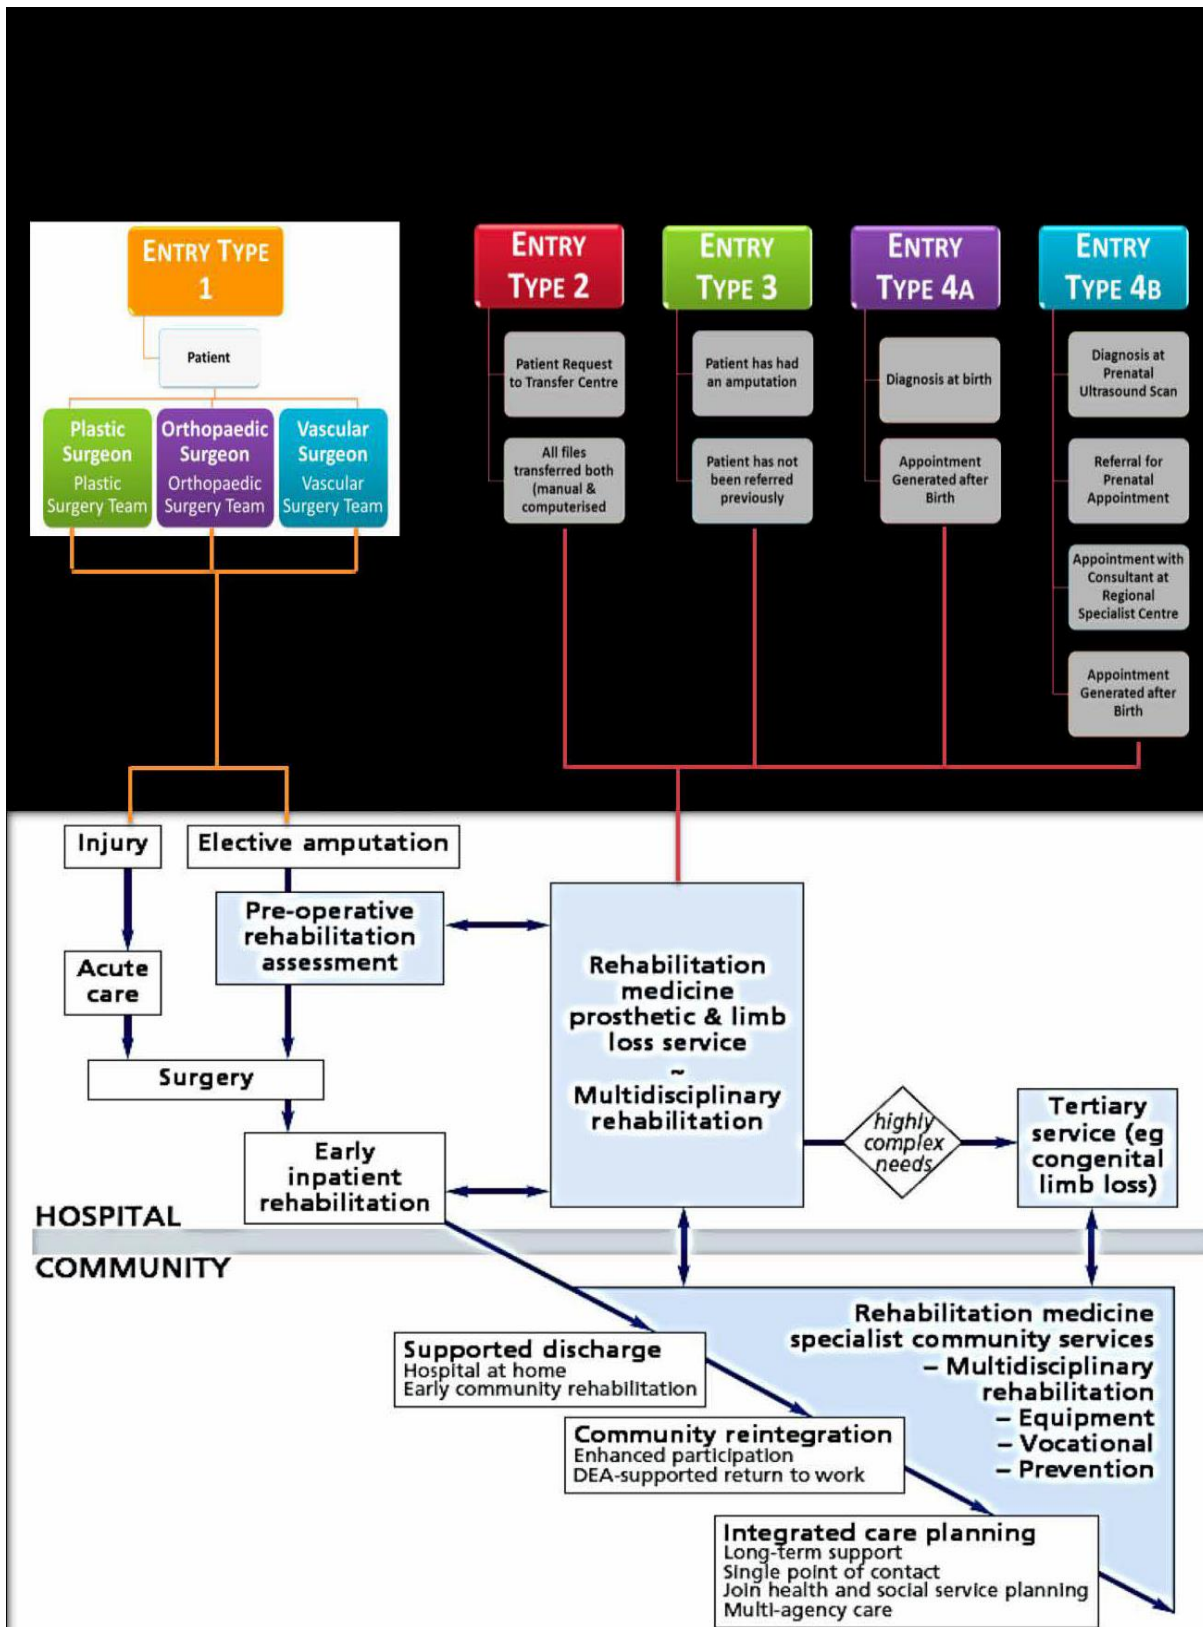 ENTRY TYPE
1
Patient
Plastic
Surgeon
Plastic
Surgery Team
Orthopaedic
Surgeon
Orthopaedic
Surgery Team
Vascular
Surgeon
Vascular
Surgery Team
ENTRY
TYPE 2
Patient Request
to Transfer Centre
All files
transferred both
(manual &
computerised
ENTRY
TYPE 3
Patient has had
an amputation
Patient has not
been referred
previously
ENTRY
TYPE 4A
Diagnosis at birth
Appointment
Generated after
Birth
ENTRY
TYPE 4B
Diagnosis at
Prenatal
Ultrasound Scan
Referral for
Prenatal
Appointment
Appointment with
Consultant at
Regional
Specialist Centre
Appointment
Generated after
Birth
Injury
Elective amputation
Pre-operative
rehabilitation
assessment
Acute
care
Surgery
Early
inpatient
rehabilitation
Rehabilitation
medicine
prosthetic & limb
loss service
~
Multidisciplinary
rehabilitation
highly
complex
needs
Tertiary
service (eg
congenital
limb loss)
HOSPITAL
COMMUNITY
Supported discharge
Hospital at home
Early community rehabilitation
Rehabilitation medicine
specialist community services
– Multidisciplinary
rehabilitation
– Equipment
– Vocational
– Prevention
Community reintegration
Enhanced participation
DEA-supported return to work
Integrated care planning
Long-term support
Single point of contact
Join health and social service planning
Multi-agency care